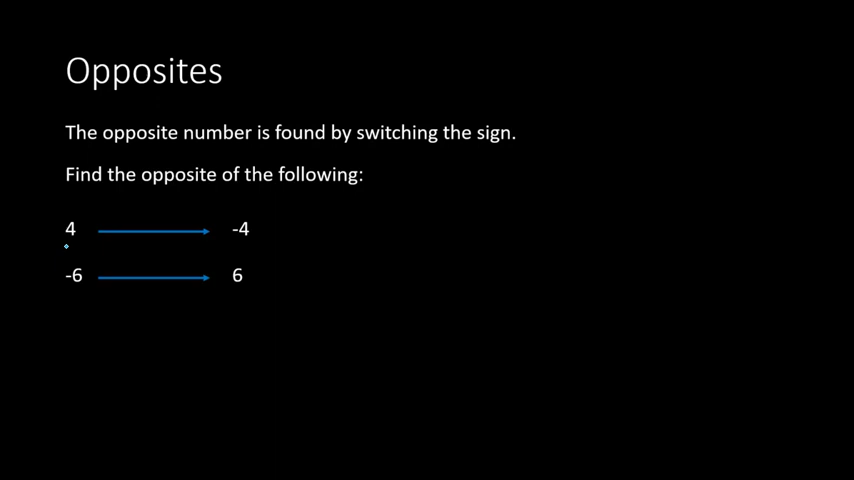 Opposites
The opposite number is found by switching the sign.
Find the opposite of the following:
4 -4
-6 6